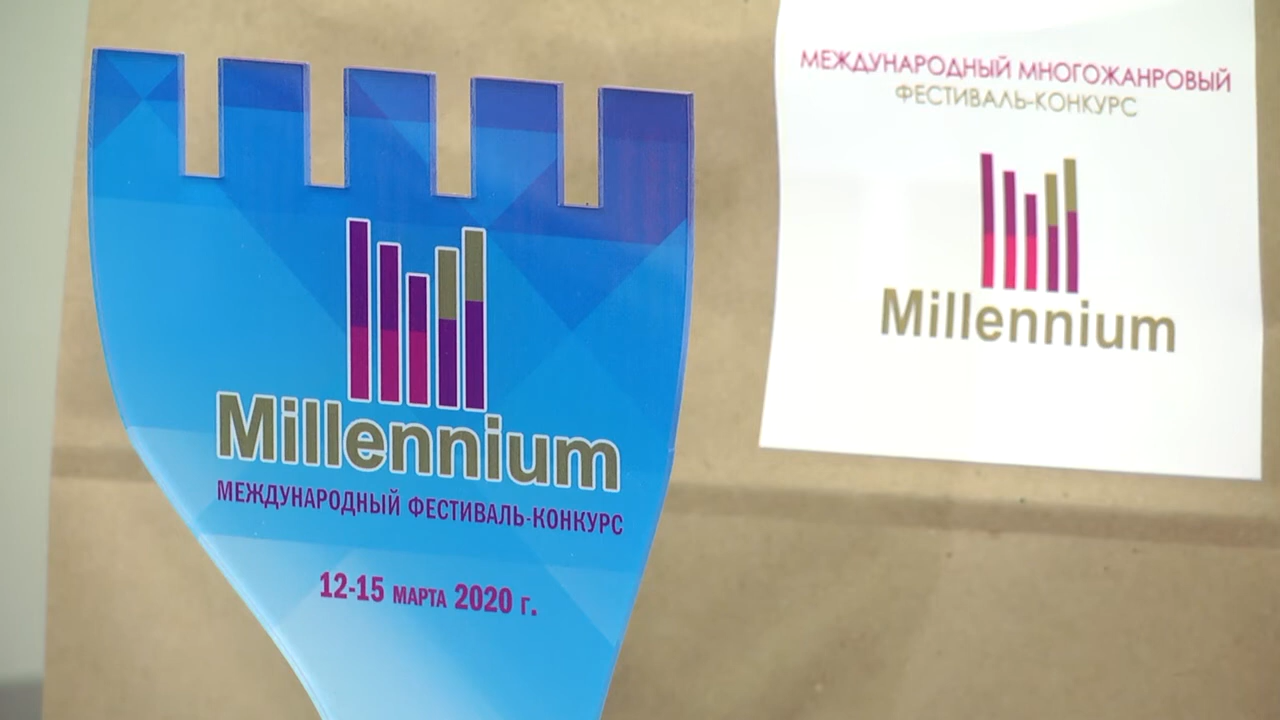 Millennium
МЕЖДУНАРОДНЫЙ ФЕСТИВАЛЬ-КОНКУРС
12-15 МАРТА 2020 г.
МЕЖДУНАРОДНЫЙ МНОГОЖАНРОВЫЙ
ФЕСТИВАЛЬ-КОНКУРС
Millennium